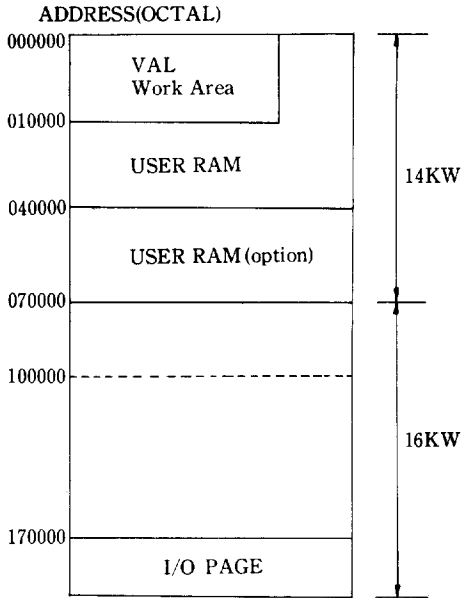 ADDRESS(OCTAL)
000000
VAL
Work Area
010000
USER RAM
14KW
040000
USER RAM (option)
070000
100000
16KW
170000
I/O PAGE